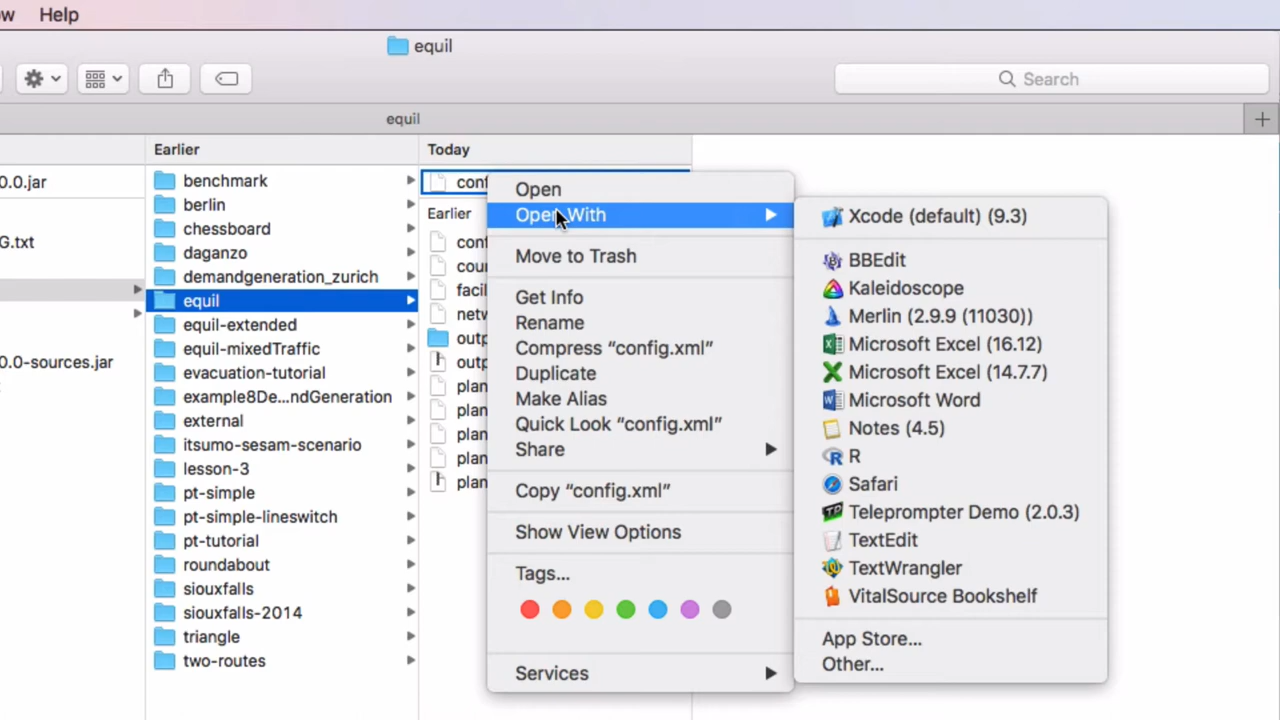 Help
equil
Search
equil
0.0.jar
G.txt
0.0-sources.jar
Earlier
benchmark
berlin
chessboard
daganzo
demandgeneration_zurich
equil
equil-extended
equil-mixedTraffic
evacuation-tutorial
example8De...ndGeneration
external
itsumo-sesam-scenario
lesson-3
pt-simple
pt-simple-lineswitch
pt-tutorial
roundabout
siouxfalls
siouxfalls-2014
triangle
two-routes
Today
Earlier
Open
Open With
Move to Trash
Get Info
Rename
Compress “config.xml”
Duplicate
Make Alias
Quick Look “config.xml”
Share
Copy “config.xml”
Show View Options
Tags...
Services
Xcode (default) (9.3)
BBEdit
Kaleidoscope
Merlin (2.9.9 (11030))
Microsoft Excel (16.12)
Microsoft Excel (14.7.7)
Microsoft Word
Notes (4.5)
R
Safari
Teleprompter Demo (2.0.3)
TextEdit
TextWrangler
VitalSource Bookshelf
App Store...
Other...